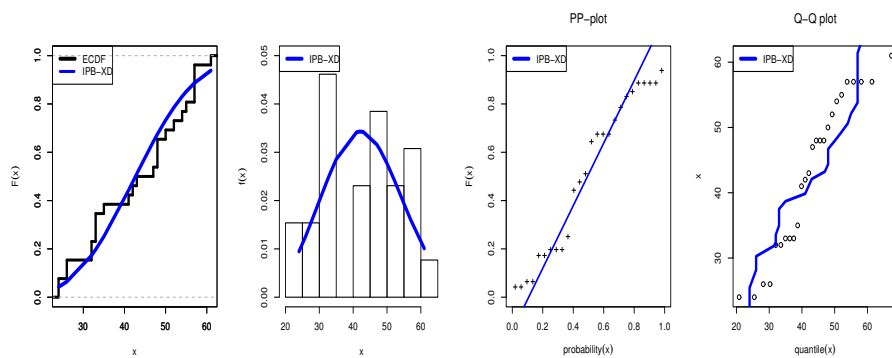 PP−plot
Q−Q plot
ECDF
IPB−XD
IPB−XD
IPB−XD
IPB−XD
F(x)
0.0 0.2 0.4 0.6 0.8 1.0
30 40 50 60
x
f(x)
0.00 0.01 0.02 0.03 0.04 0.05
20 30 40 50 60
x
F(x)
0.0 0.2 0.4 0.6 0.8 1.0
0.0 0.2 0.4 0.6 0.8 1.0
probability(x)
x
30 40 50 60
20 30 40 50 60
quantile(x)